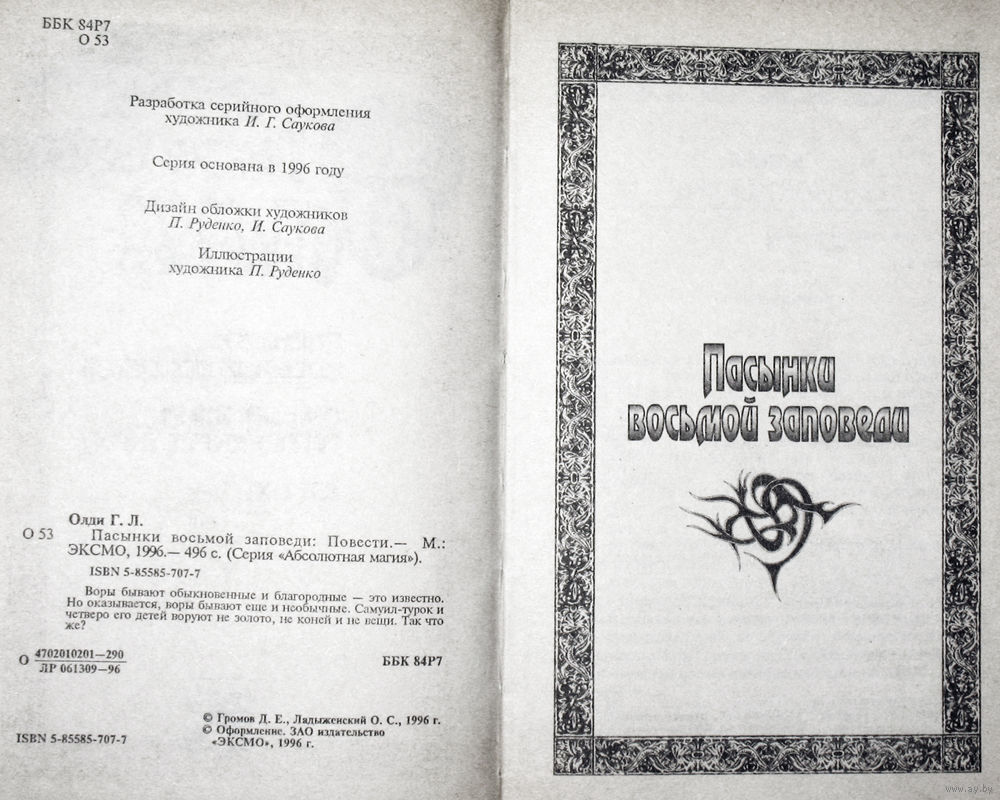 ББК 84Р7
О 53
Разработка серийного оформления
художника И. Г. Саукова
Серия основана в 1996 году
Дизайн обложки художников
П. Руденко, И. Саукова
Иллюстрации
художника П. Руденко
Олди Г. Л.
О 53 Пасынки восьмой заповеди: Повести.— М.:
ЭКСМО, 1996.— 496 с. (Серия «Абсолютная магия»).
ISBN 5-85585-707-7
Воры бывают обыкновенные и благородные — это известно.
Но оказывается, воры бывают еще и необычные. Самуил-турок и
четверо его детей воруют не золото, не коней и не вещи. Так что
же?
О 4702010201—290
ЛР 061309—96
ББК 84Р7
© Громов Д. Е., Ладыженский О. С., 1996 г.
© Оформление. ЗАО издательство
«ЭКСМО», 1996 г.
ISBN 5-85585-707-7
Пасынки
восьмой заповеди
www.ay.by